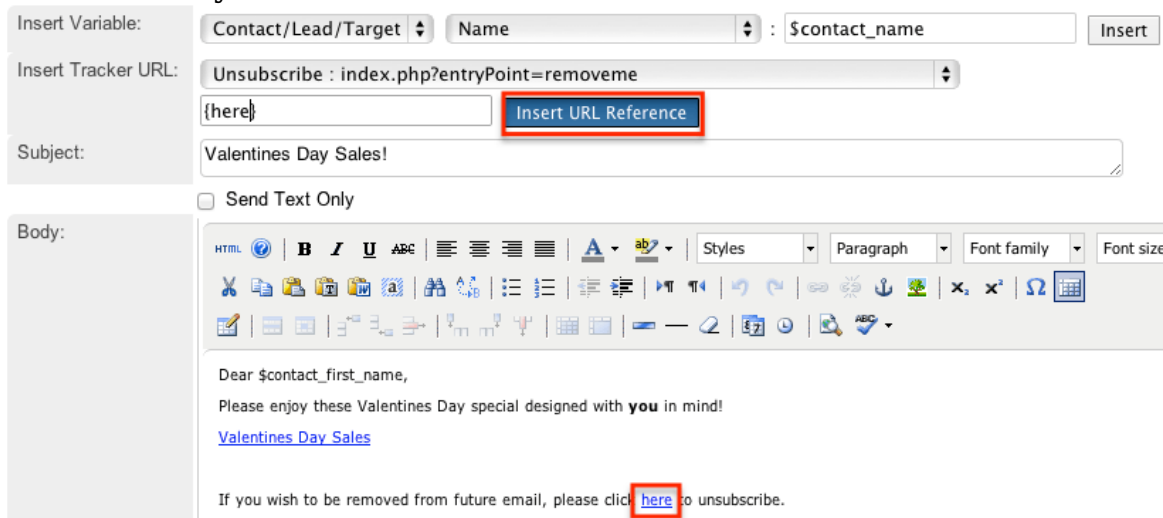 Insert Variable: Contact/Lead/Target Name : $contact_name Insert
Insert Tracker URL: Unsubscribe : index.php?entryPoint=removeme
{here} Insert URL Reference
Subject: Valentines Day Sales!
Send Text Only
Body:
HTML B I U ABC A ab Styles Paragraph Font family Font size
ABC
Dear $contact_first_name,
Please enjoy these Valentines Day special designed with you in mind!
Valentines Day Sales
If you wish to be removed from future email, please click here to unsubscribe.